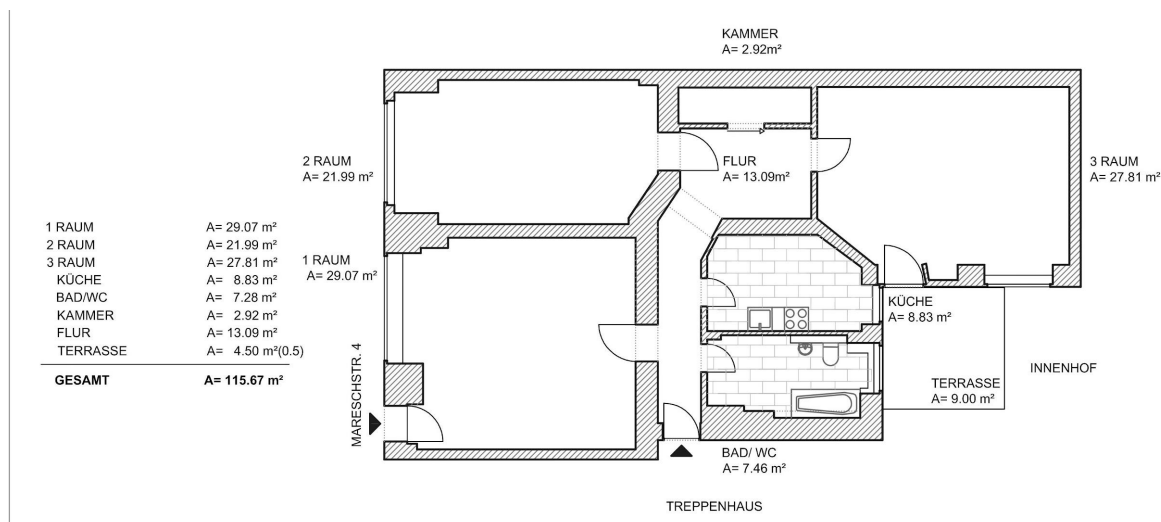 KAMMER
A= 2.92m²
2 RAUM
A= 21.99 m²
FLUR
A= 13.09m²
3 RAUM
A= 27.81 m²
1 RAUM A= 29.07 m²
2 RAUM A= 21.99 m²
3 RAUM A= 27.81 m²
KÜCHE A= 8.83 m²
BAD/WC A= 7.28 m²
KAMMER A= 2.92 m²
FLUR A= 13.09 m²
TERRASSE A= 4.50 m²(0.5)
GESAMT A= 115.67 m²
1 RAUM
A= 29.07 m²
MARESCHSTR. 4
KÜCHE
A= 8.83 m²
TERRASSE
A= 9.00 m²
INNENHOF
BAD/ WC
A= 7.46 m²
TREPPENHAUS